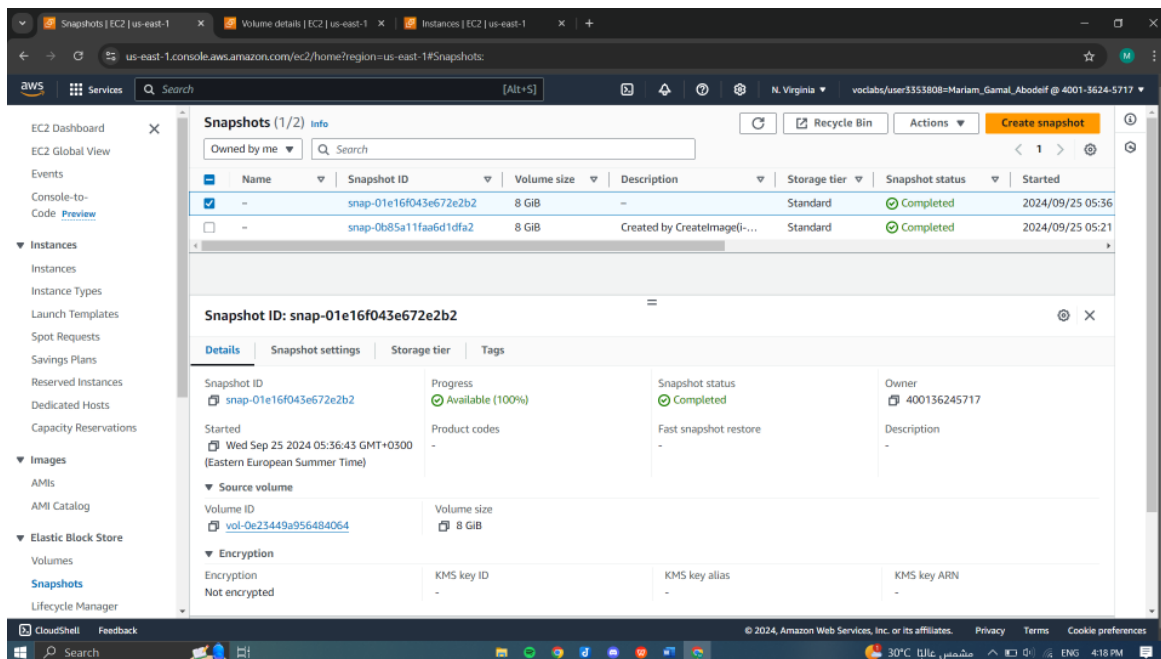 Snapshots | EC2 | us-east-1
Volume details | EC2 | us-east-1
Instances | EC2 | us-east-1
us-east-1.console.aws.amazon.com/ec2/home?region=us-east-1#Snapshots:
M
aws
Services
Search
[Alt+S]
N. Virginia
voclabs/user3353808=Mariam_Gamal_Abodeif @ 4001-3624-5717
EC2 Dashboard
EC2 Global View
Events
Console-to-
Code Preview
Instances
Instances
Instance Types
Launch Templates
Spot Requests
Savings Plans
Reserved Instances
Dedicated Hosts
Capacity Reservations
Images
AMIs
AMI Catalog
Elastic Block Store
Volumes
Snapshots
Lifecycle Manager
Snapshots (1/2) Info
Recycle Bin
Actions
Create snapshot
Owned by me
Search
1
Name Snapshot ID Volume size Description Storage tier Snapshot status Started
– snap-01e16f043e672e2b2 8 GiB – Standard Completed 2024/09/25 05:36
– snap-0b85a11faa6d1dfa2 8 GiB Created by CreateImage(i-... Standard Completed 2024/09/25 05:21
Snapshot ID: snap-01e16f043e672e2b2
Details Snapshot settings Storage tier Tags
Snapshot ID Progress Snapshot status Owner
snap-01e16f043e672e2b2 Available (100%) Completed 400136245717
Started Product codes Fast snapshot restore Description
Wed Sep 25 2024 05:36:43 GMT+0300 - - -
(Eastern European Summer Time)
Source volume
Volume ID Volume size
vol-0e23449a956484064 8 GiB
Encryption
Encryption KMS key ID KMS key alias KMS key ARN
Not encrypted - - -
CloudShell Feedback
© 2024, Amazon Web Services, Inc. or its affiliates. Privacy Terms Cookie preferences
Search
30°C مشمس غالبًا
ENG 4:18 PM